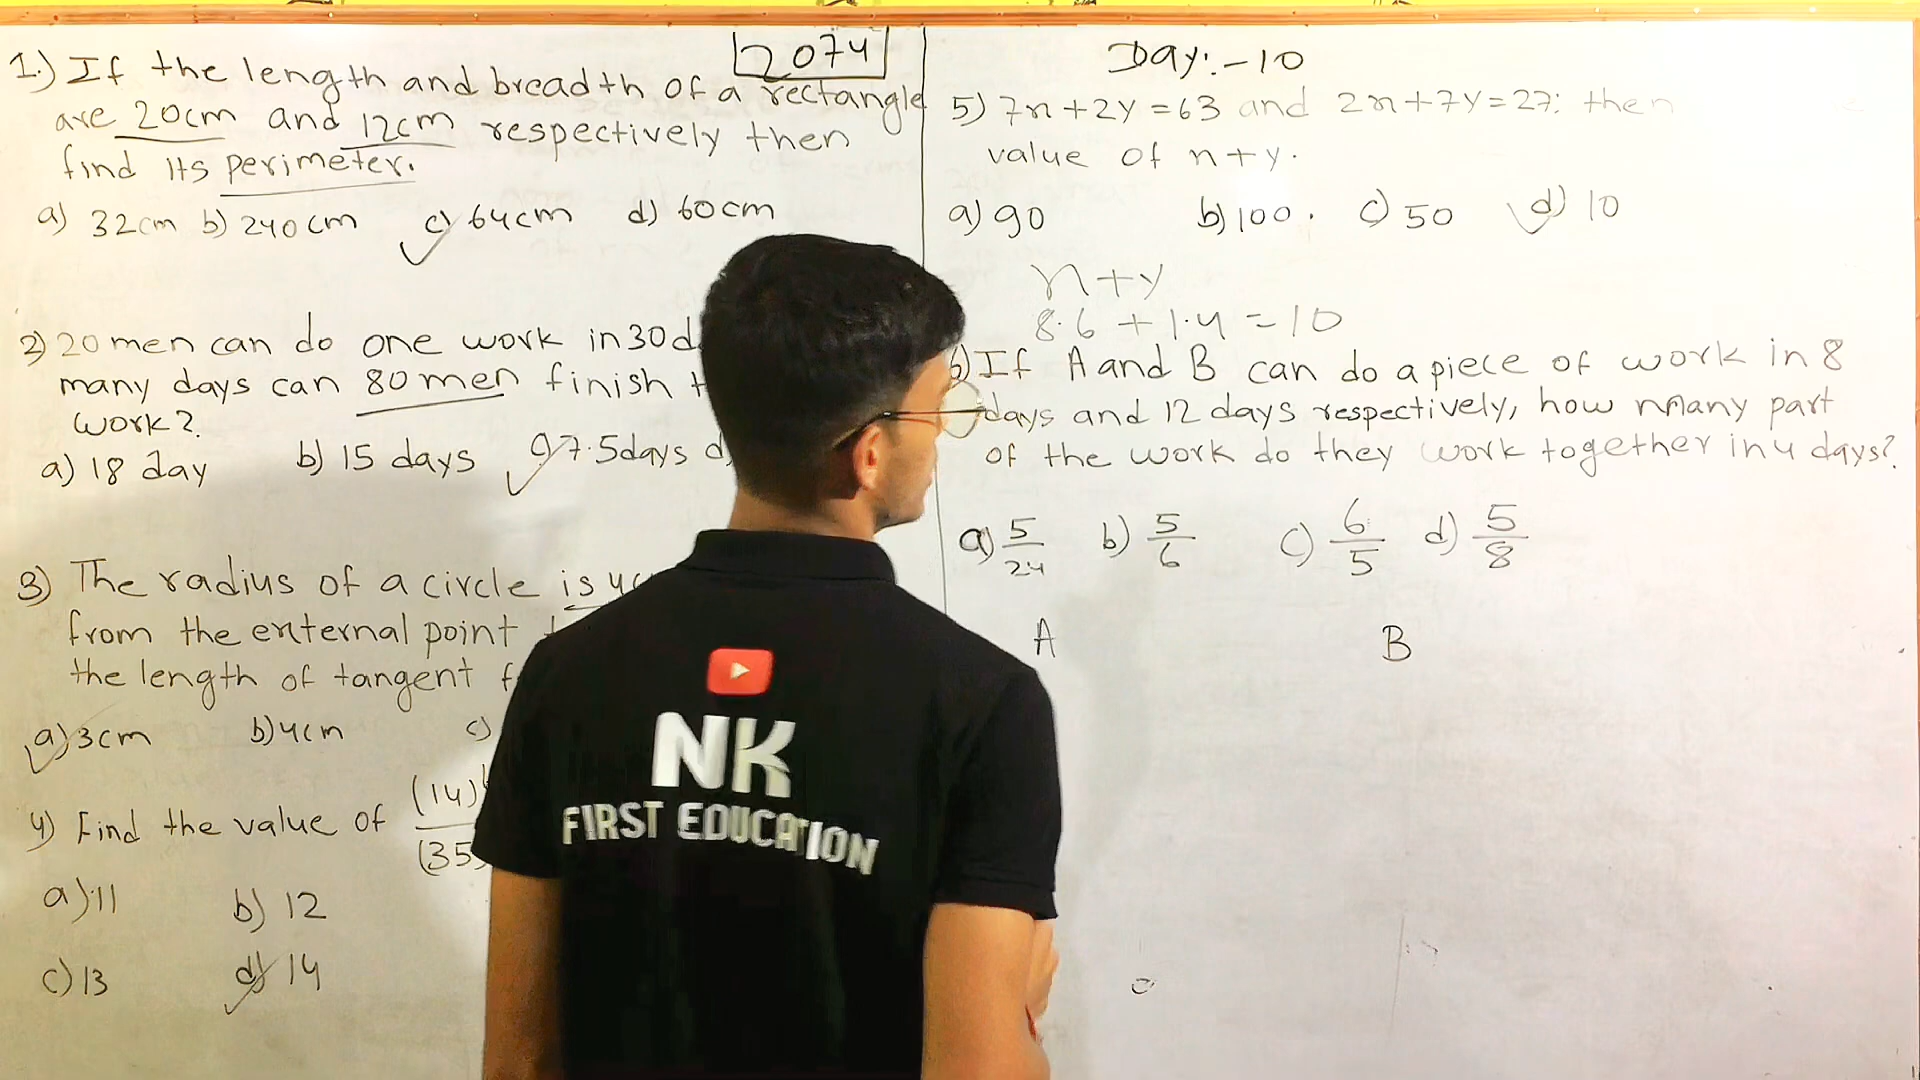 2074
1.) If the length and breadth of a rectangle
are 20cm and 12cm respectively then
find its perimeter.
a) 32cm b) 240cm c) 64cm d) 60cm
2) 20 men can do one work in 30 d
many days can 80 men finish t
work?
a) 18 day b) 15 days c) 7.5days d
3) The radius of a circle is 4c
from the external point
the length of tangent f
a) 3cm b) 4cm c)
4) Find the value of (14)
(35)
a) 11 b) 12
c) 13 d) 14
Day:-10
5) 7x+2y=63 and 2x+7y=27: then
value of x+y.
a) 90 b) 100. c) 50 d) 10
x+y
8.6 + 1.4 = 10
6) If A and B can do a piece of work in 8
days and 12 days respectively, how many part
of the work do they work together in 4 days?
a) 5/24 b) 5/6 c) 6/5 d) 5/8
A B
NK
FIRST EDUCATION